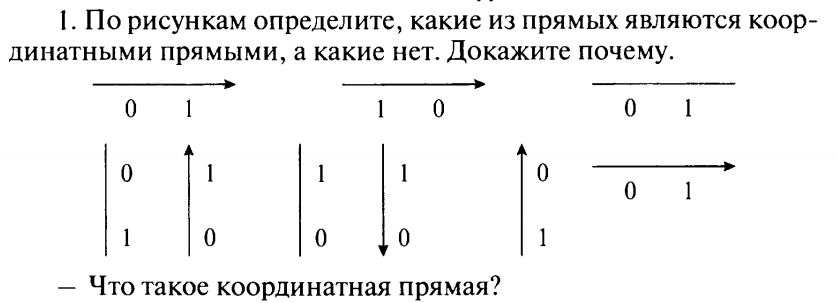 1. По рисункам определите, какие из прямых являются коор-
динатными прямыми, а какие нет. Докажите почему.
0 1 1 0 0 1
0 1 1 1 0
0 1
1 0 0 0 1
— Что такое координатная прямая?